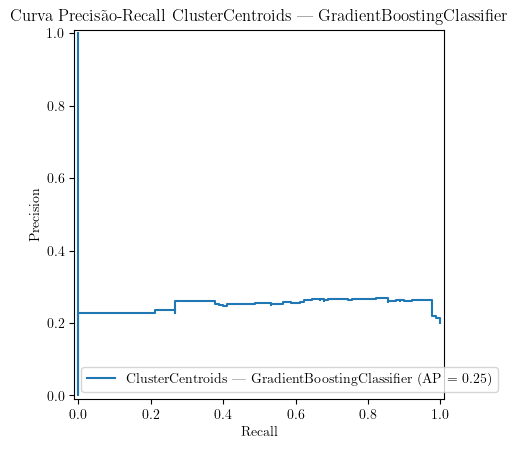 Curva Precisão-Recall ClusterCentroids — GradientBoostingClassifier
1.0
0.8
0.6
0.4
0.2
0.0
Precision
ClusterCentroids — GradientBoostingClassifier (AP = 0.25)
0.0 0.2 0.4 0.6 0.8 1.0
Recall